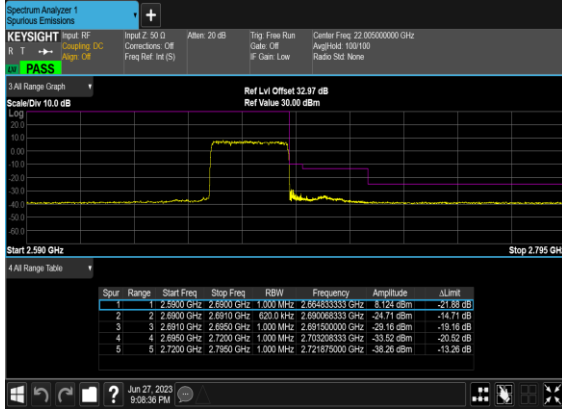 Spectrum Analyzer 1
Spurious Emissions
+
KEYSIGHT Input: RF Input Z: 50 Ω Atten: 20 dB Trig: Free Run Center Freq: 22.005000000 GHz
R T Coupling: DC Corrections: Off Gate: Off Avg|Hold: 100/100
Align: Off Freq Ref: Int (S) IF Gain: Low Radio Std: None
PASS
3 All Range Graph
Ref Lvl Offset 32.97 dB
Scale/Div 10.0 dB Ref Value 30.00 dBm
Log
20.0
10.0
0.00
-10.0
-20.0
-30.0
-40.0
-50.0
-60.0
Start 2.590 GHz Stop 2.795 GHz
4 All Range Table
Spur Range Start Freq Stop Freq RBW Frequency Amplitude ΔLimit
1 1 2.5900 GHz 2.6900 GHz 1.000 MHz 2.664833333 GHz 8.124 dBm -21.88 dB
2 2 2.6900 GHz 2.6910 GHz 620.0 kHz 2.690068333 GHz -24.71 dBm -14.71 dB
3 3 2.6910 GHz 2.6950 GHz 1.000 MHz 2.691500000 GHz -29.16 dBm -19.16 dB
4 4 2.6950 GHz 2.7200 GHz 1.000 MHz 2.703208333 GHz -33.52 dBm -20.52 dB
5 5 2.7200 GHz 2.7950 GHz 1.000 MHz 2.721875000 GHz -38.26 dBm -13.26 dB
? Jun 27, 2023
9:08:36 PM